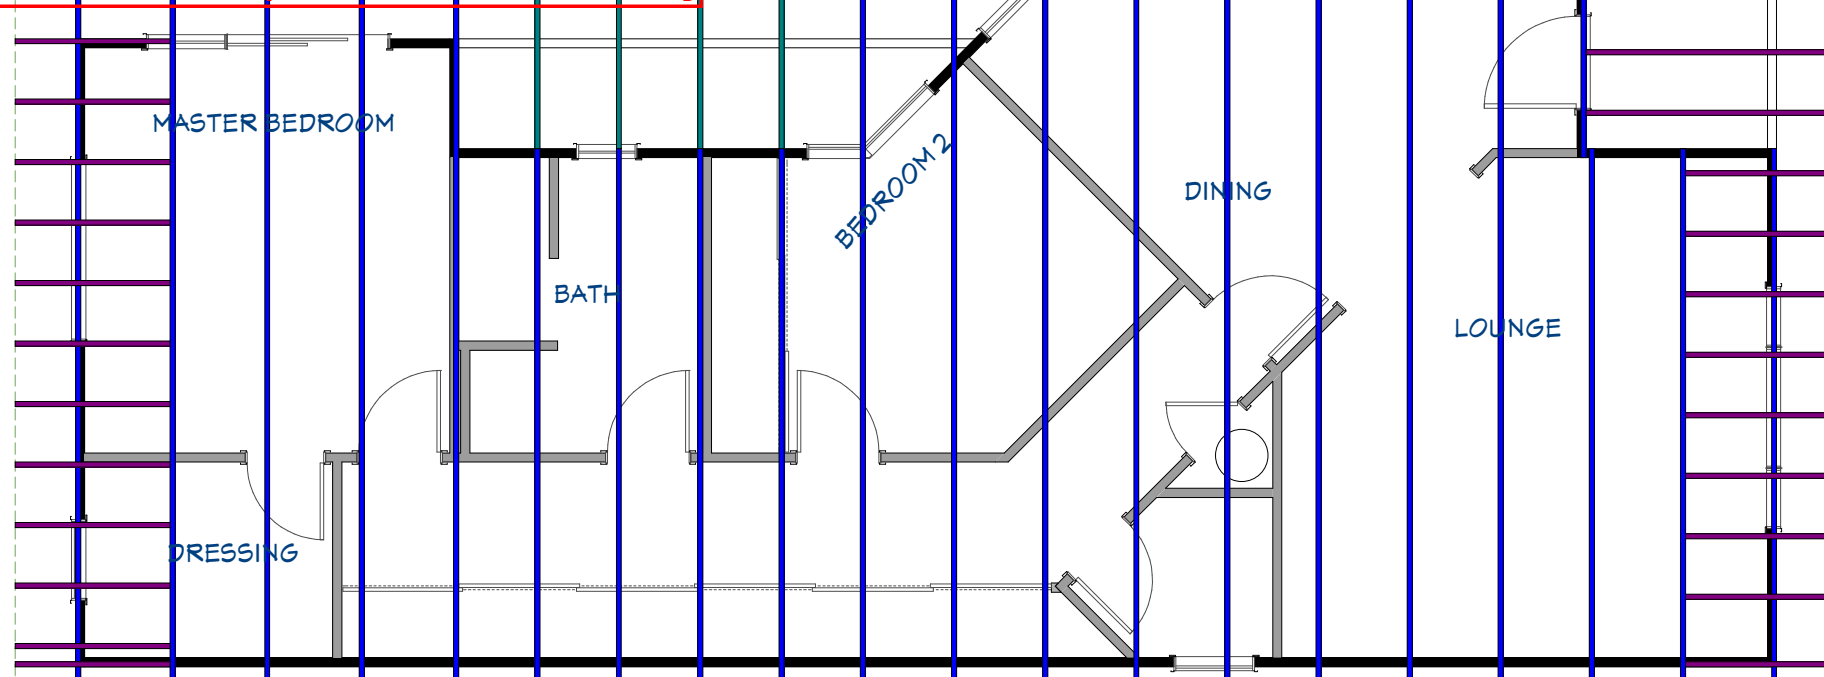 MASTER BEDROOM
BEDROOM 2
DINING
BATH
LOUNGE
DRESSING